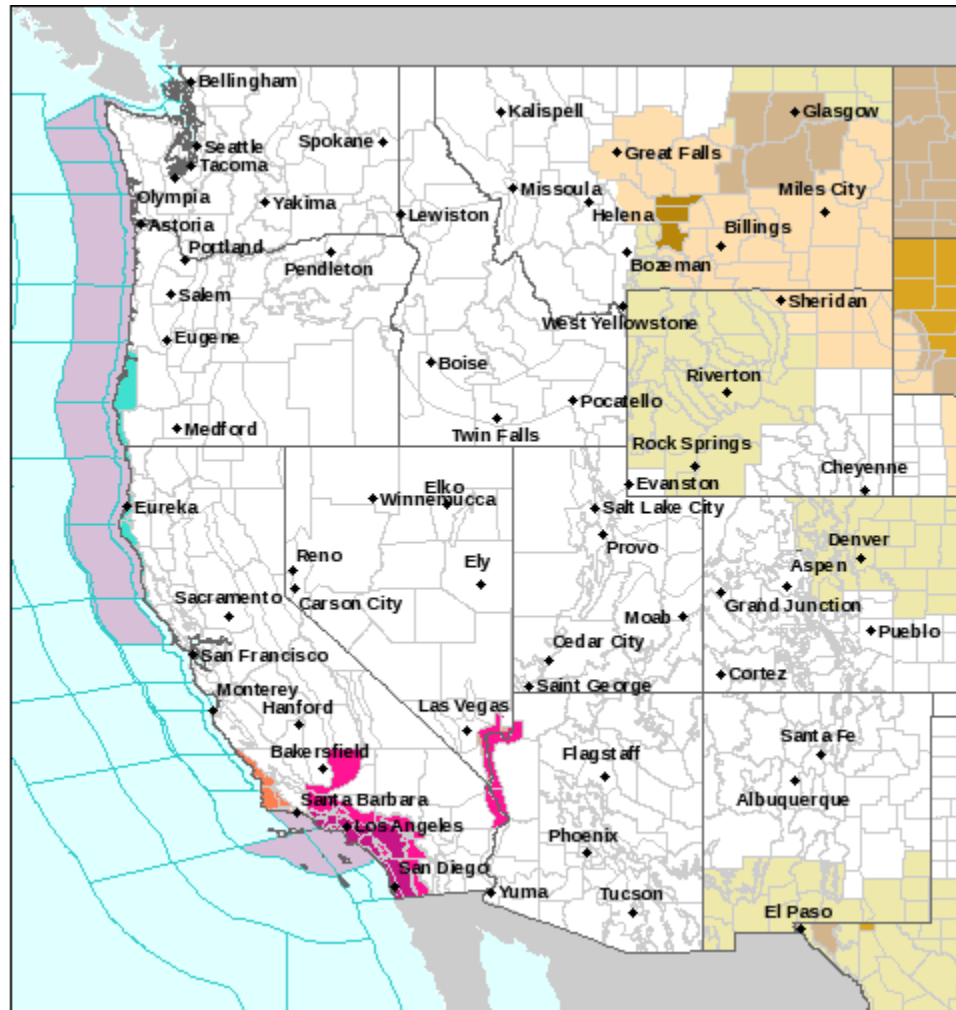 Bellingham
Kalispell
Glasgow
Seattle
Spokane
Great Falls
Tacoma
Olympia
Missoula
Miles City
Yakima
Helena
Lewiston
Astoria
Billings
Portland
Pendleton
Bozeman
Salem
Sheridan
West Yellowstone
Eugene
Boise
Riverton
Pocatello
Medford
Twin Falls
Rock Springs
Cheyenne
Elko
Evanston
Winnemucca
Eureka
Salt Lake City
Provo
Denver
Reno
Ely
Aspen
Sacramento
Carson City
Grand Junction
Moab
Pueblo
Cedar City
San Francisco
Cortez
Saint George
Monterey
Hanford
Las Vegas
Santa Fe
Bakersfield
Flagstaff
Santa Barbara
Albuquerque
Los Angeles
Phoenix
San Diego
Yuma
Tucson
El Paso